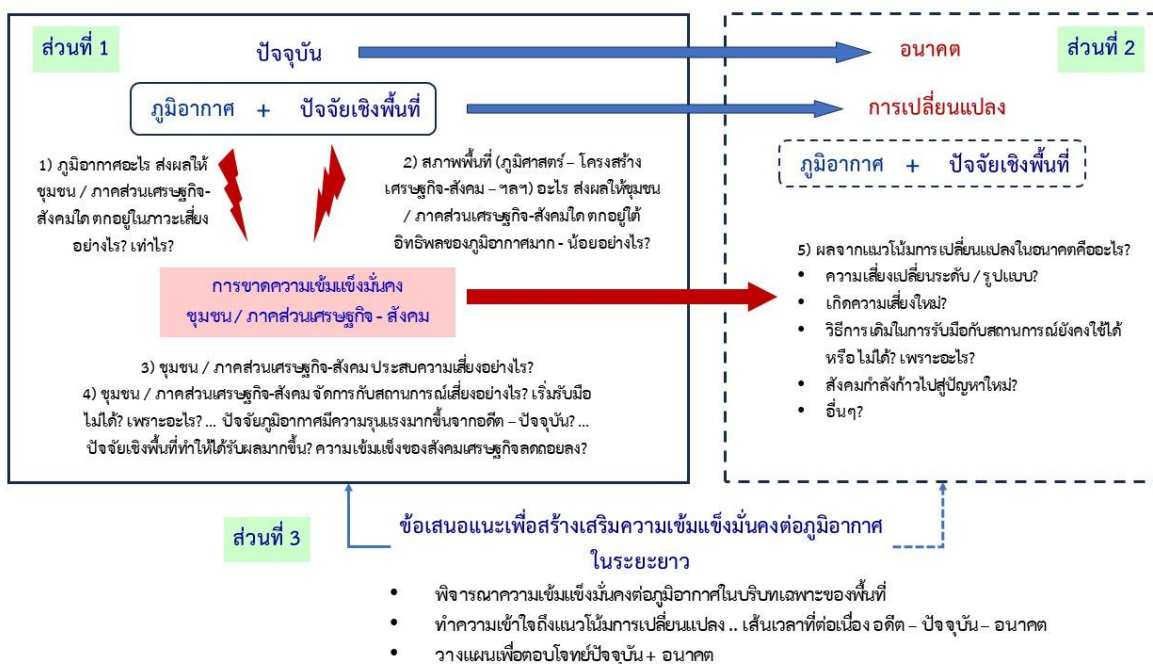 ส่วนที่ 1
ปัจจุบัน
อนาคต
ส่วนที่ 2
ภูมิอากาศ + ปัจจัยเชิงพื้นที่
การเปลี่ยนแปลง
1) ภูมิอากาศอะไร ส่งผลให้
ชุมชน / ภาคส่วนเศรษฐกิจ-
สังคมใด ตกอยู่ในภาวะเสี่ยง
อย่างไร? เท่าไร?
2) สภาพพื้นที่ (ภูมิศาสตร์ – โครงสร้าง
เศรษฐกิจ-สังคม – ฯลฯ) อะไร ส่งผลให้ชุมชน
/ ภาคส่วนเศรษฐกิจ-สังคมใด ตกอยู่ใต้
อิทธิพลของภูมิอากาศมาก - น้อยอย่างไร?
ภูมิอากาศ + ปัจจัยเชิงพื้นที่
การขาดความเข้มแข็งมั่นคง
ชุมชน / ภาคส่วนเศรษฐกิจ - สังคม
3) ชุมชน / ภาคส่วนเศรษฐกิจ-สังคม ประสบความเสี่ยงอย่างไร?
4) ชุมชน / ภาคส่วนเศรษฐกิจ-สังคม จัดการกับสถานการณ์เสี่ยงอย่างไร? เริ่มรับมือ
ไม่ได้? เพราะอะไร? ... ปัจจัยภูมิอากาศมีความรุนแรงมากขึ้นจากอดีต – ปัจจุบัน? ...
ปัจจัยเชิงพื้นที่ทำให้ได้รับผลมากขึ้น? ความเข้มแข็งของสังคมเศรษฐกิจลดถอยลง?
5) ผลจากแนวโน้มการเปลี่ยนแปลงในอนาคตคืออะไร?
• ความเสี่ยงเปลี่ยนระดับ / รูปแบบ?
• เกิดความเสี่ยงใหม่?
• วิธีการเดิมในการรับมือกับสถานการณ์ยังคงใช้ได้
หรือ ไม่ได้? เพราะอะไร?
• สังคมกำลังก้าวไปสู่ปัญหาใหม่?
• อื่นๆ?
ส่วนที่ 3
ข้อเสนอแนะเพื่อสร้างเสริมความเข้มแข็งมั่นคงต่อภูมิอากาศ
ในระยะยาว
• พิจารณาความเข้มแข็งมั่นคงต่อภูมิอากาศในบริบทเฉพาะของพื้นที่
• ทำความเข้าใจถึงแนวโน้มการเปลี่ยนแปลง .. เส้นเวลาที่ต่อเนื่อง อดีต – ปัจจุบัน – อนาคต
• วางแผนเพื่อตอบโจทย์ปัจจุบัน + อนาคต